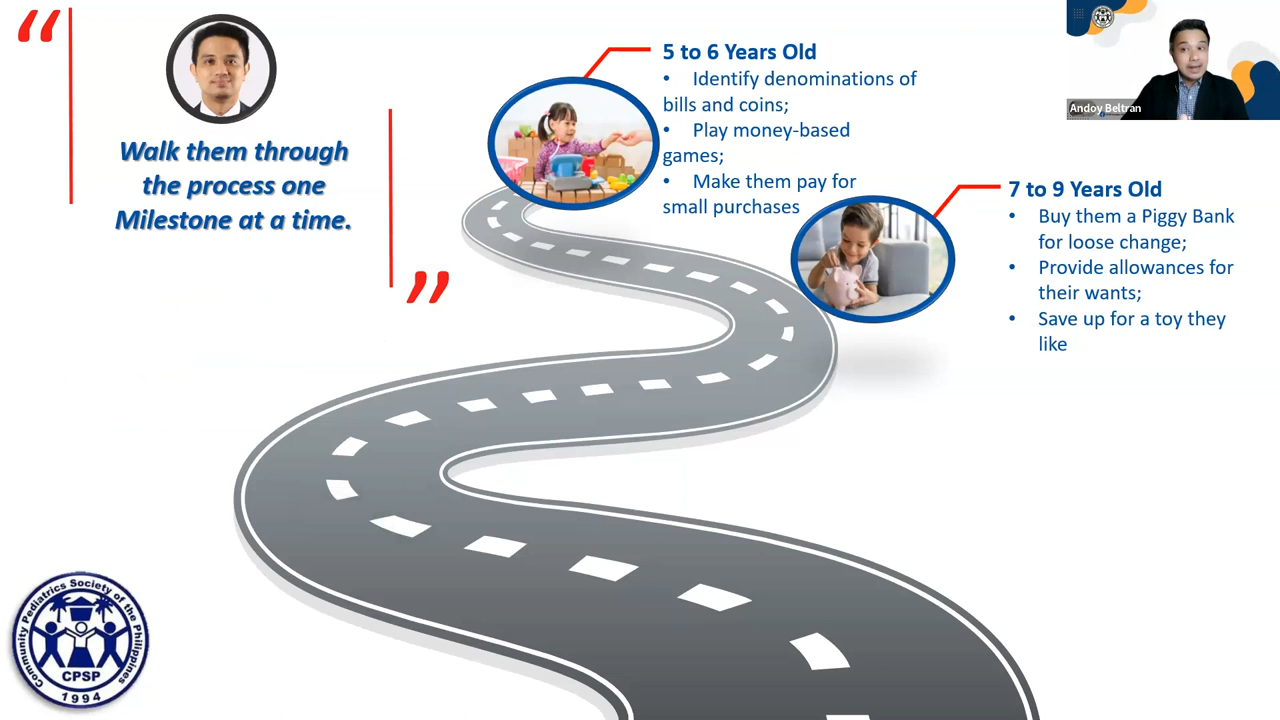 “
Walk them through
the process one
Milestone at a time.
”
5 to 6 Years Old
• Identify denominations of
bills and coins;
• Play money-based
games;
• Make them pay for
small purchases
7 to 9 Years Old
• Buy them a Piggy Bank
for loose change;
• Provide allowances for
their wants;
• Save up for a toy they
like
Andoy Beltran
Community Pediatrics Society of the Philippines
CPSP
1994